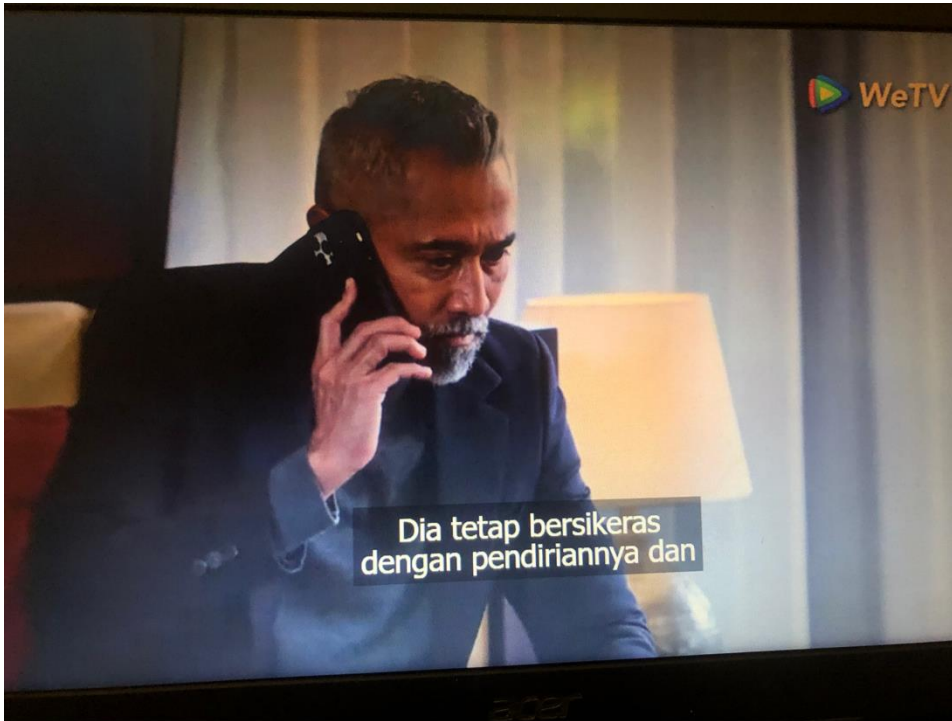 WeTV
Dia tetap bersikeras
dengan pendiriannya dan
acer